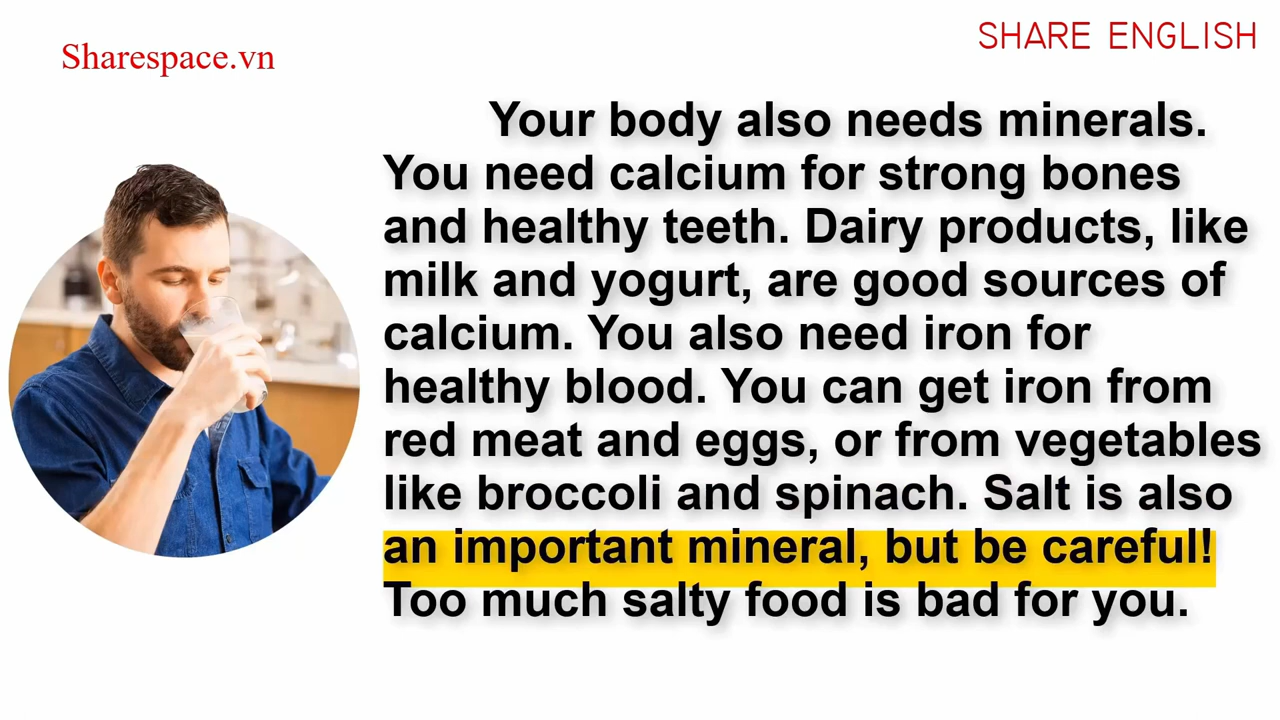 Sharespace.vn
SHARE ENGLISH
Your body also needs minerals.
You need calcium for strong bones
and healthy teeth. Dairy products, like
milk and yogurt, are good sources of
calcium. You also need iron for
healthy blood. You can get iron from
red meat and eggs, or from vegetables
like broccoli and spinach. Salt is also
an important mineral, but be careful!
Too much salty food is bad for you.